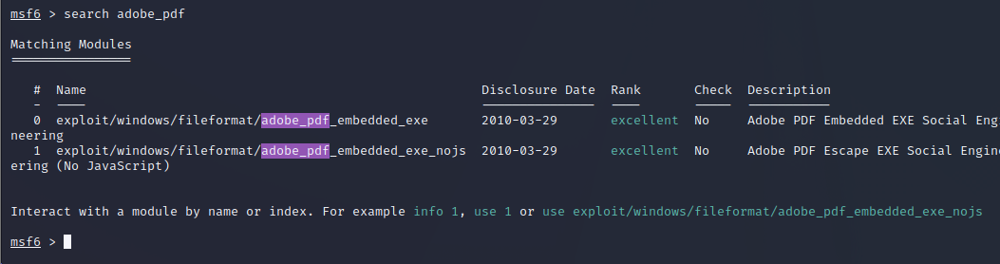 msf6 > search adobe_pdf
Matching Modules
================
#  Name                                                   Disclosure Date  Rank       Check  Description
-  ----                                                   ---------------  ----       -----  -----------
0  exploit/windows/fileformat/adobe_pdf_embedded_exe       2010-03-29       excellent  No     Adobe PDF Embedded EXE Social Engi
neering
1  exploit/windows/fileformat/adobe_pdf_embedded_exe_nojs  2010-03-29       excellent  No     Adobe PDF Escape EXE Social Engine
ering (No JavaScript)
Interact with a module by name or index. For example info 1, use 1 or use exploit/windows/fileformat/adobe_pdf_embedded_exe_nojs
msf6 >